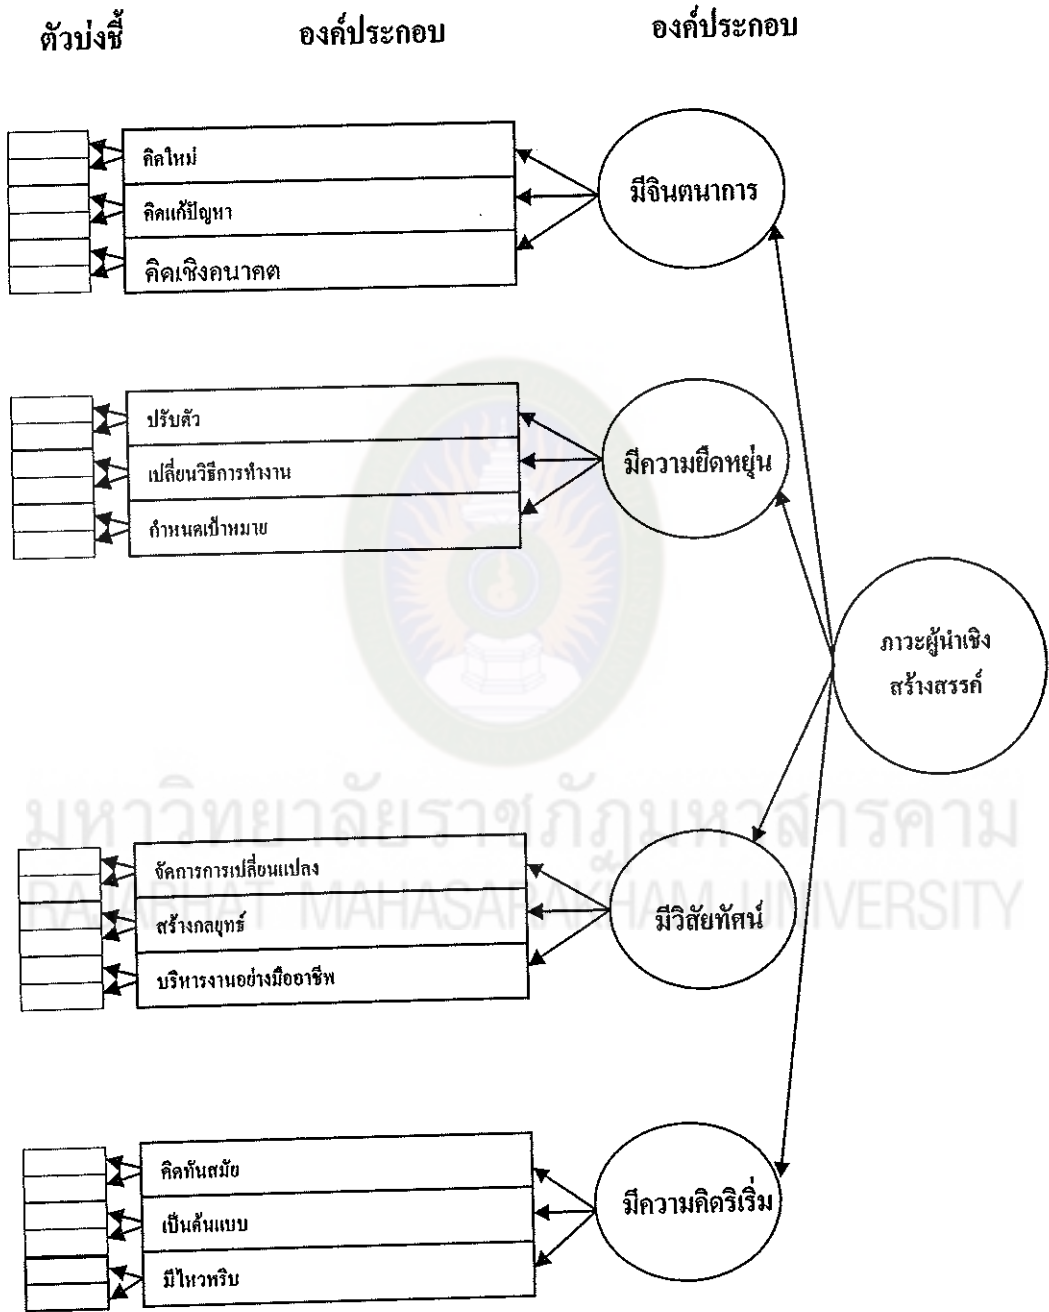 ตัวบ่งชี้ องค์ประกอบ องค์ประกอบ
คิดใหม่
คิดแก้ปัญหา
คิดเชิงอนาคต
มีจินตนาการ
ปรับตัว
เปลี่ยนวิธีการทำงาน
กำหนดเป้าหมาย
มีความยืดหยุ่น
ภาวะผู้นำเชิง
สร้างสรรค์
มหาวิทยาลัยราชภัฏมหาสารคาม
RAJABHAT MAHASARAKHAM UNIVERSITY
จัดการการเปลี่ยนแปลง
สร้างกลยุทธ์
บริหารงานอย่างมืออาชีพ
มีวิสัยทัศน์
คิดทันสมัย
เป็นต้นแบบ
มีไหวพริบ
มีความคิดริเริ่ม